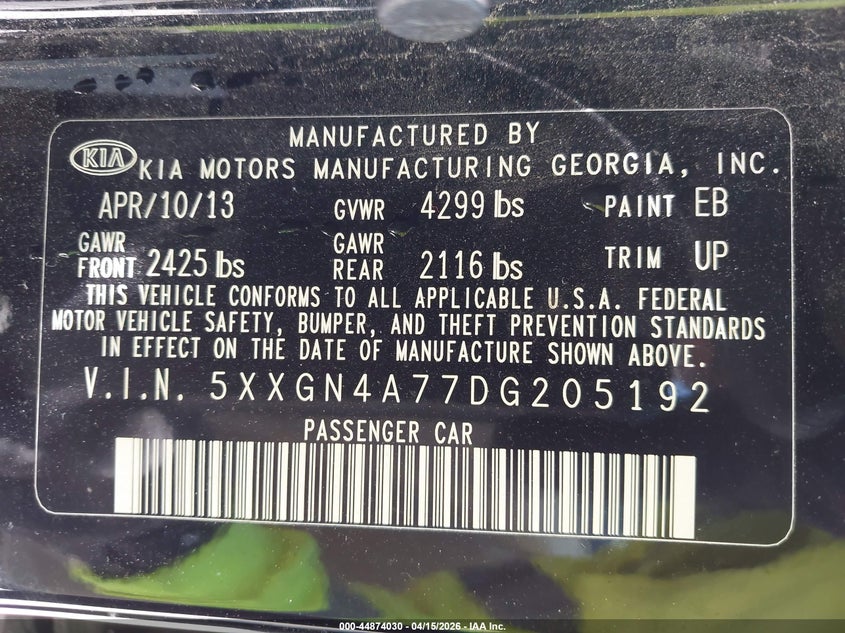 MANUFACTURED BY
KIA KIA MOTORS MANUFACTURING GEORGIA, INC.
APR/10/13 GVWR 4299 lbs PAINT EB
GAWR FRONT 2425 lbs GAWR REAR 2116 lbs TRIM UP
THIS VEHICLE CONFORMS TO ALL APPLICABLE U.S.A. FEDERAL
MOTOR VEHICLE SAFETY, BUMPER, AND THEFT PREVENTION STANDARDS
IN EFFECT ON THE DATE OF MANUFACTURE SHOWN ABOVE.
V.I.N. 5XXGN4A77DG205192
PASSENGER CAR
000-44874030 - 04/15/2026 - IAA Inc.